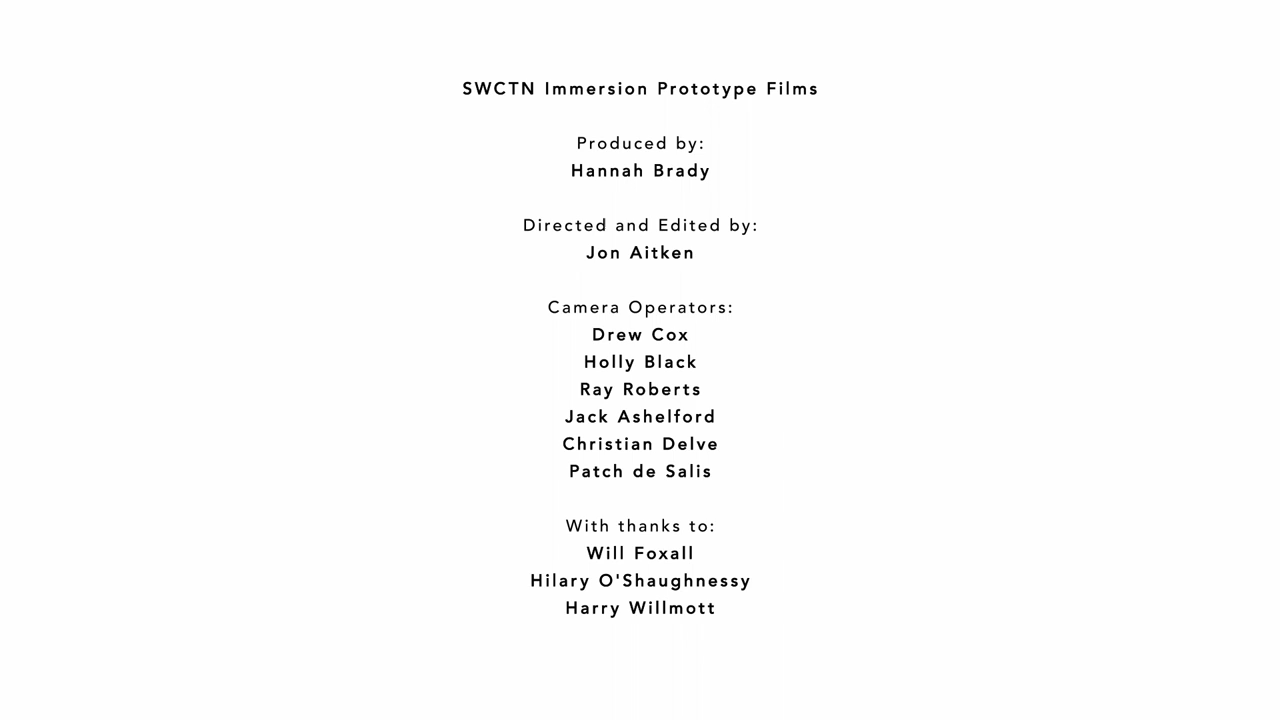 SWCTN Immersion Prototype Films
Produced by:
Hannah Brady
Directed and Edited by:
Jon Aitken
Camera Operators:
Drew Cox
Holly Black
Ray Roberts
Jack Ashelford
Christian Delve
Patch de Salis
With thanks to:
Will Foxall
Hilary O'Shaughnessy
Harry Willmott